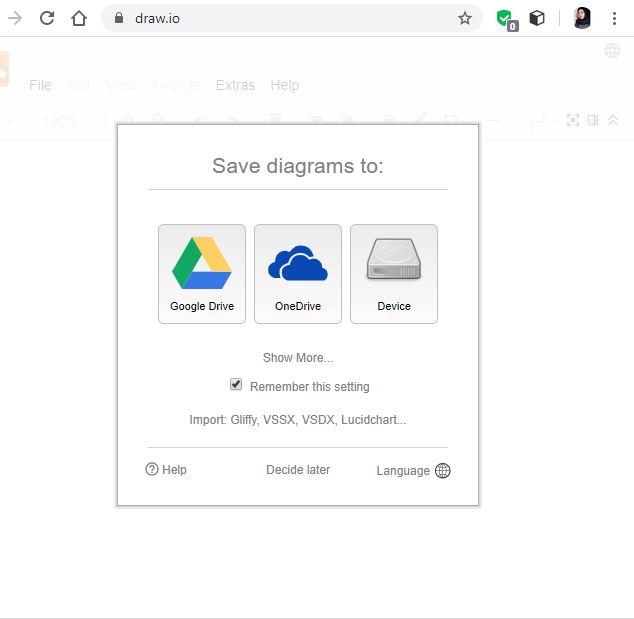 draw.io
0
File Edit View Arrange Extras Help
100%
Save diagrams to:
Google Drive OneDrive Device
Show More...
Remember this setting
Import: Gliffy, VSSX, VSDX, Lucidchart...
Help Decide later Language